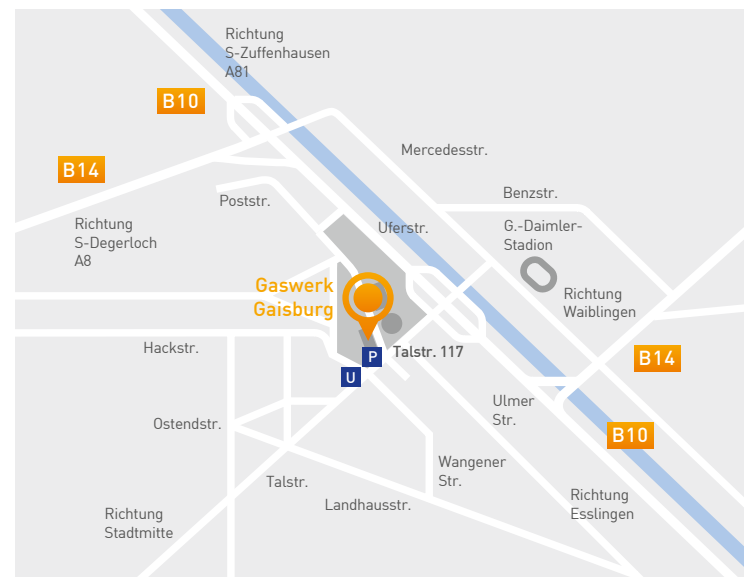 Richtung
S-Zuffenhausen
A81
B10
Mercedesstr.
B14
Benzstr.
Poststr.
Richtung
S-Degerloch
A8
Uferstr.
G.-Daimler-
Stadion
Gaswerk
Gaisburg
Richtung
Waiblingen
Hackstr.
P
Talstr. 117
B14
U
Ulmer
Str.
Ostendstr.
B10
Wangener
Str.
Talstr.
Landhausstr.
Richtung
Esslingen
Richtung
Stadtmitte